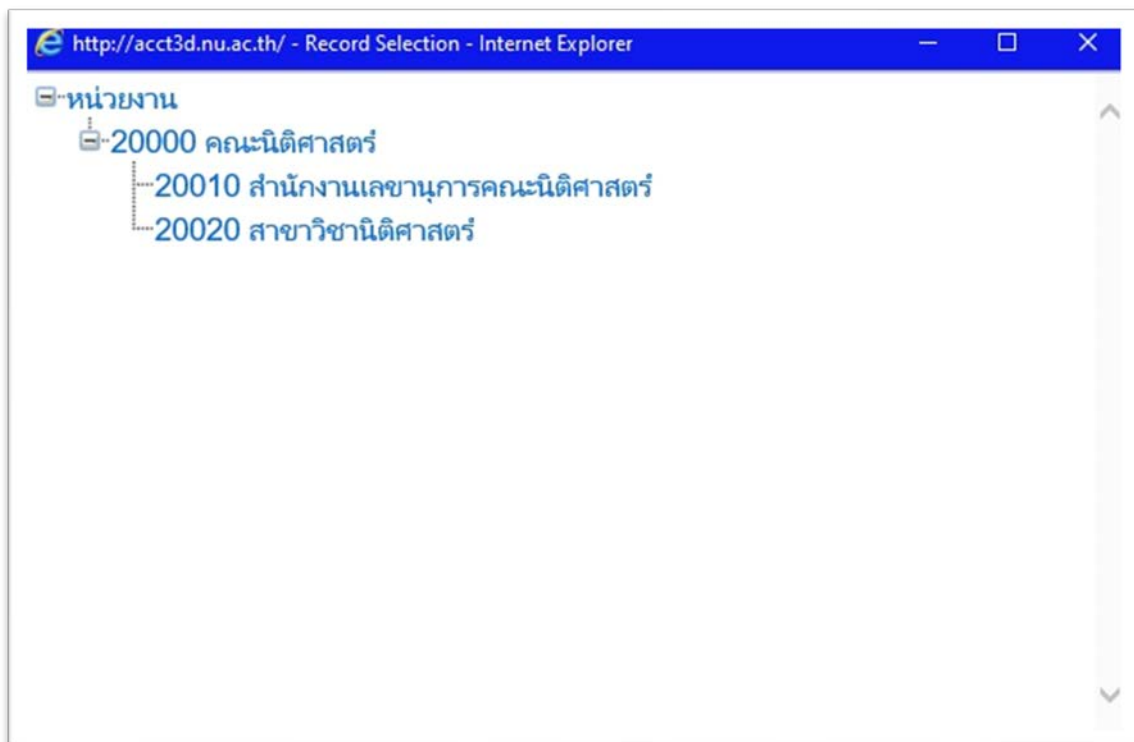 http://acct3d.nu.ac.th/ - Record Selection - Internet Explorer
หน่วยงาน
20000 คณะนิติศาสตร์
20010 สำนักงานเลขานุการคณะนิติศาสตร์
20020 สาขาวิชานิติศาสตร์